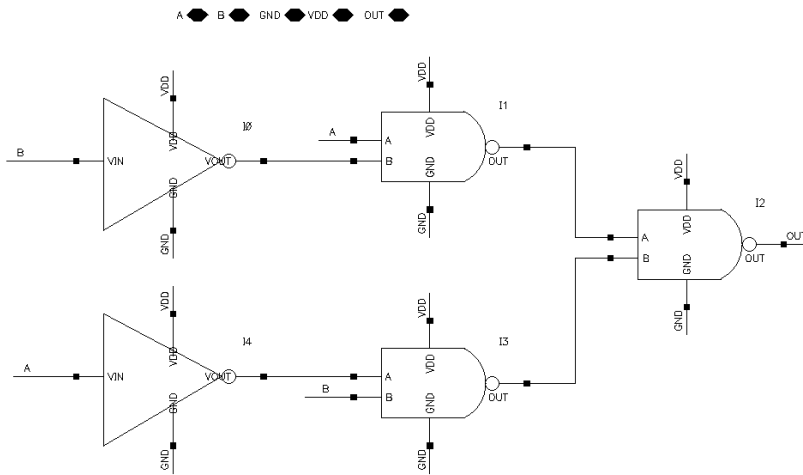 A B GND VDD OUT
VDD VDD
I0 I1
A A VDD
B VIN VDD VOUT B GND OUT
GND
VDD
I2
GND GND
A VDD OUT
B GND OUT
VDD VDD
I4 I3
GND
A VIN VDD VOUT A VDD
B B GND OUT
GND
GND GND